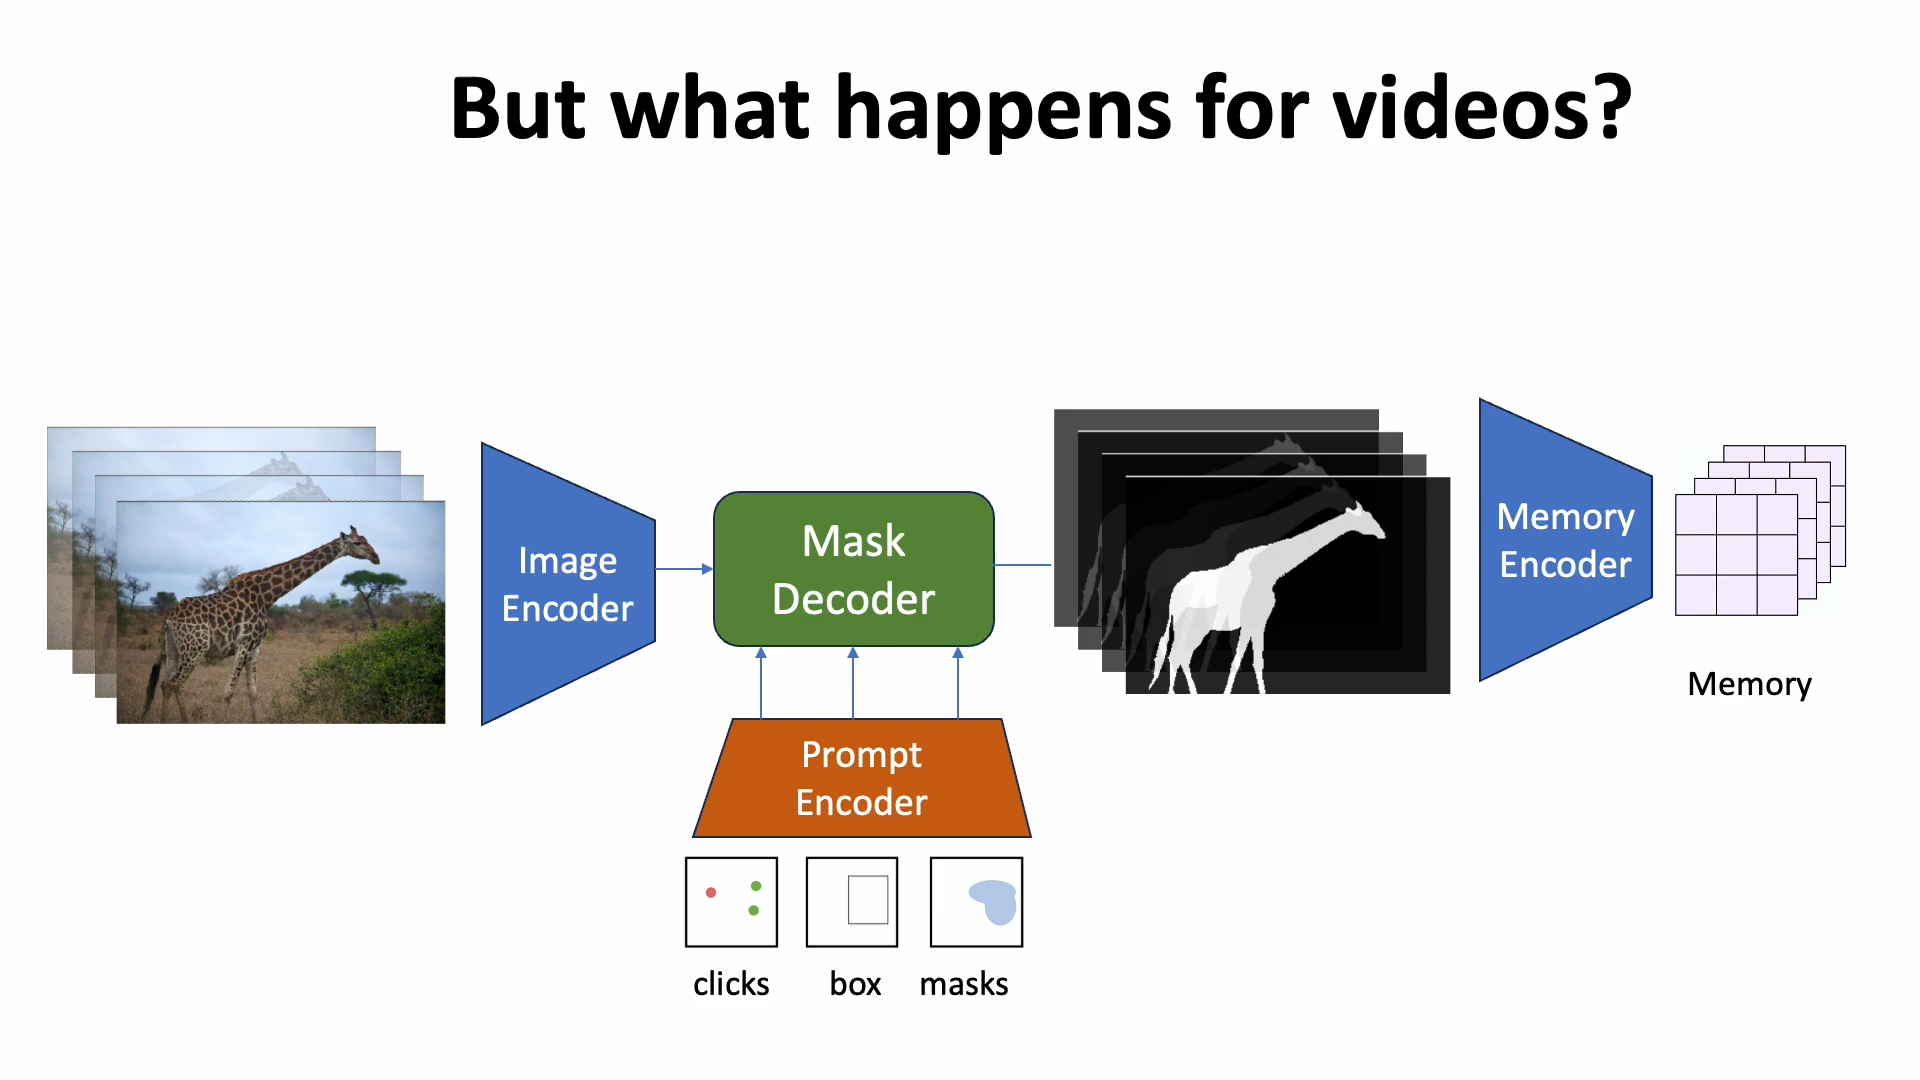 But what happens for videos?
Image
Encoder
Mask
Decoder
Memory
Encoder
Memory
Prompt
Encoder
clicks
box
masks